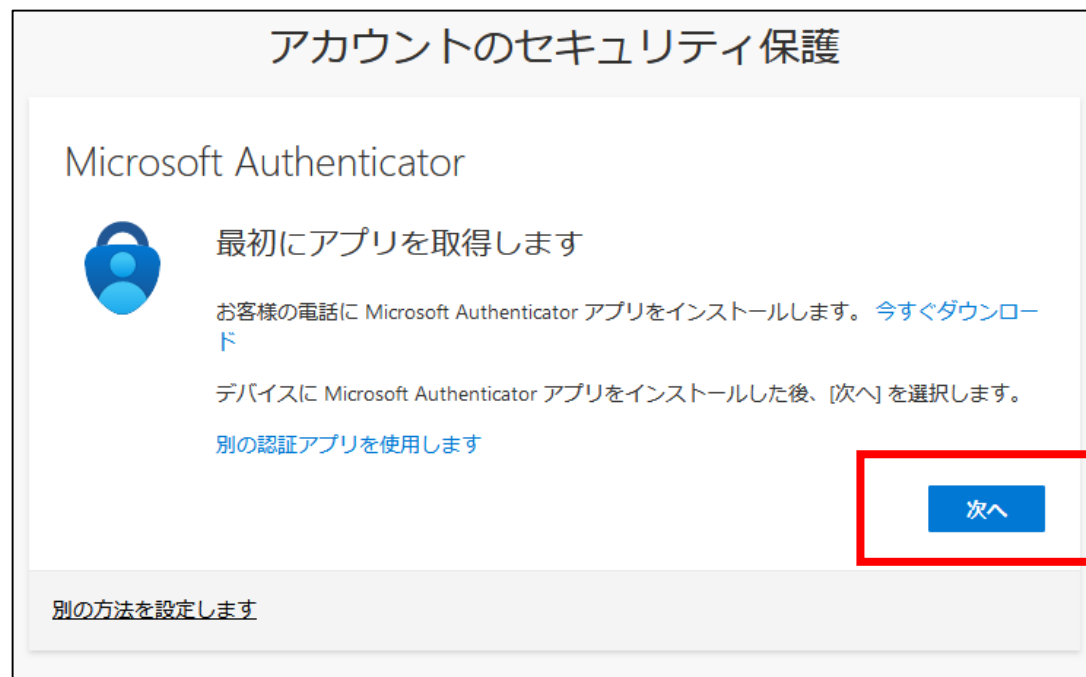 アカウントのセキュリティ保護
Microsoft Authenticator
最初にアプリを取得します
お客様の電話に Microsoft Authenticator アプリをインストールします。 今すぐダウンロー
ド
デバイスに Microsoft Authenticator アプリをインストールした後、[次へ] を選択します。
別の認証アプリを使用します
次へ
別の方法を設定します